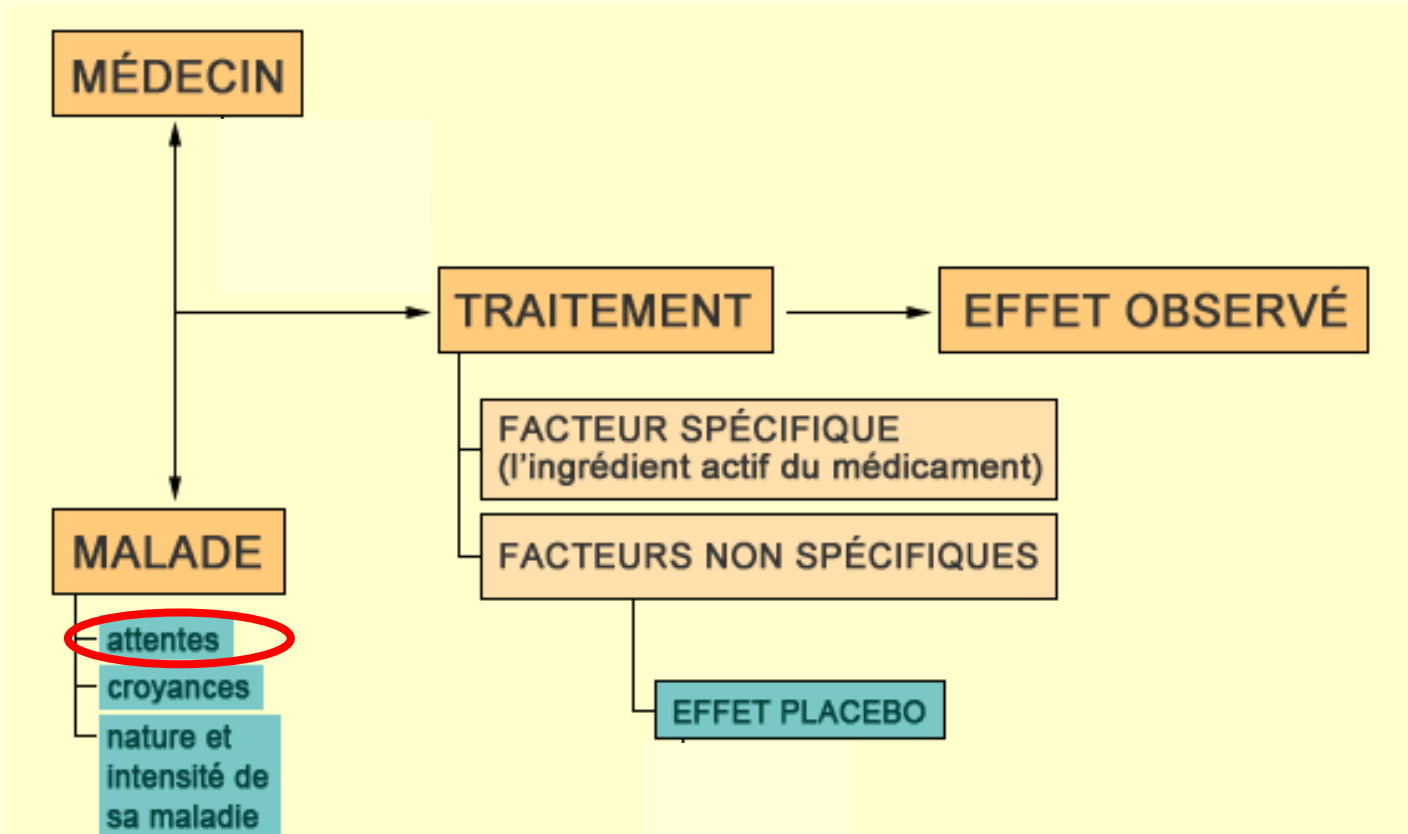 MÉDECIN
TRAITEMENT
EFFET OBSERVÉ
FACTEUR SPÉCIFIQUE
(l'ingrédient actif du médicament)
FACTEURS NON SPÉCIFIQUES
EFFET PLACEBO
MALADE
attentes
croyances
nature et
intensité de
sa maladie